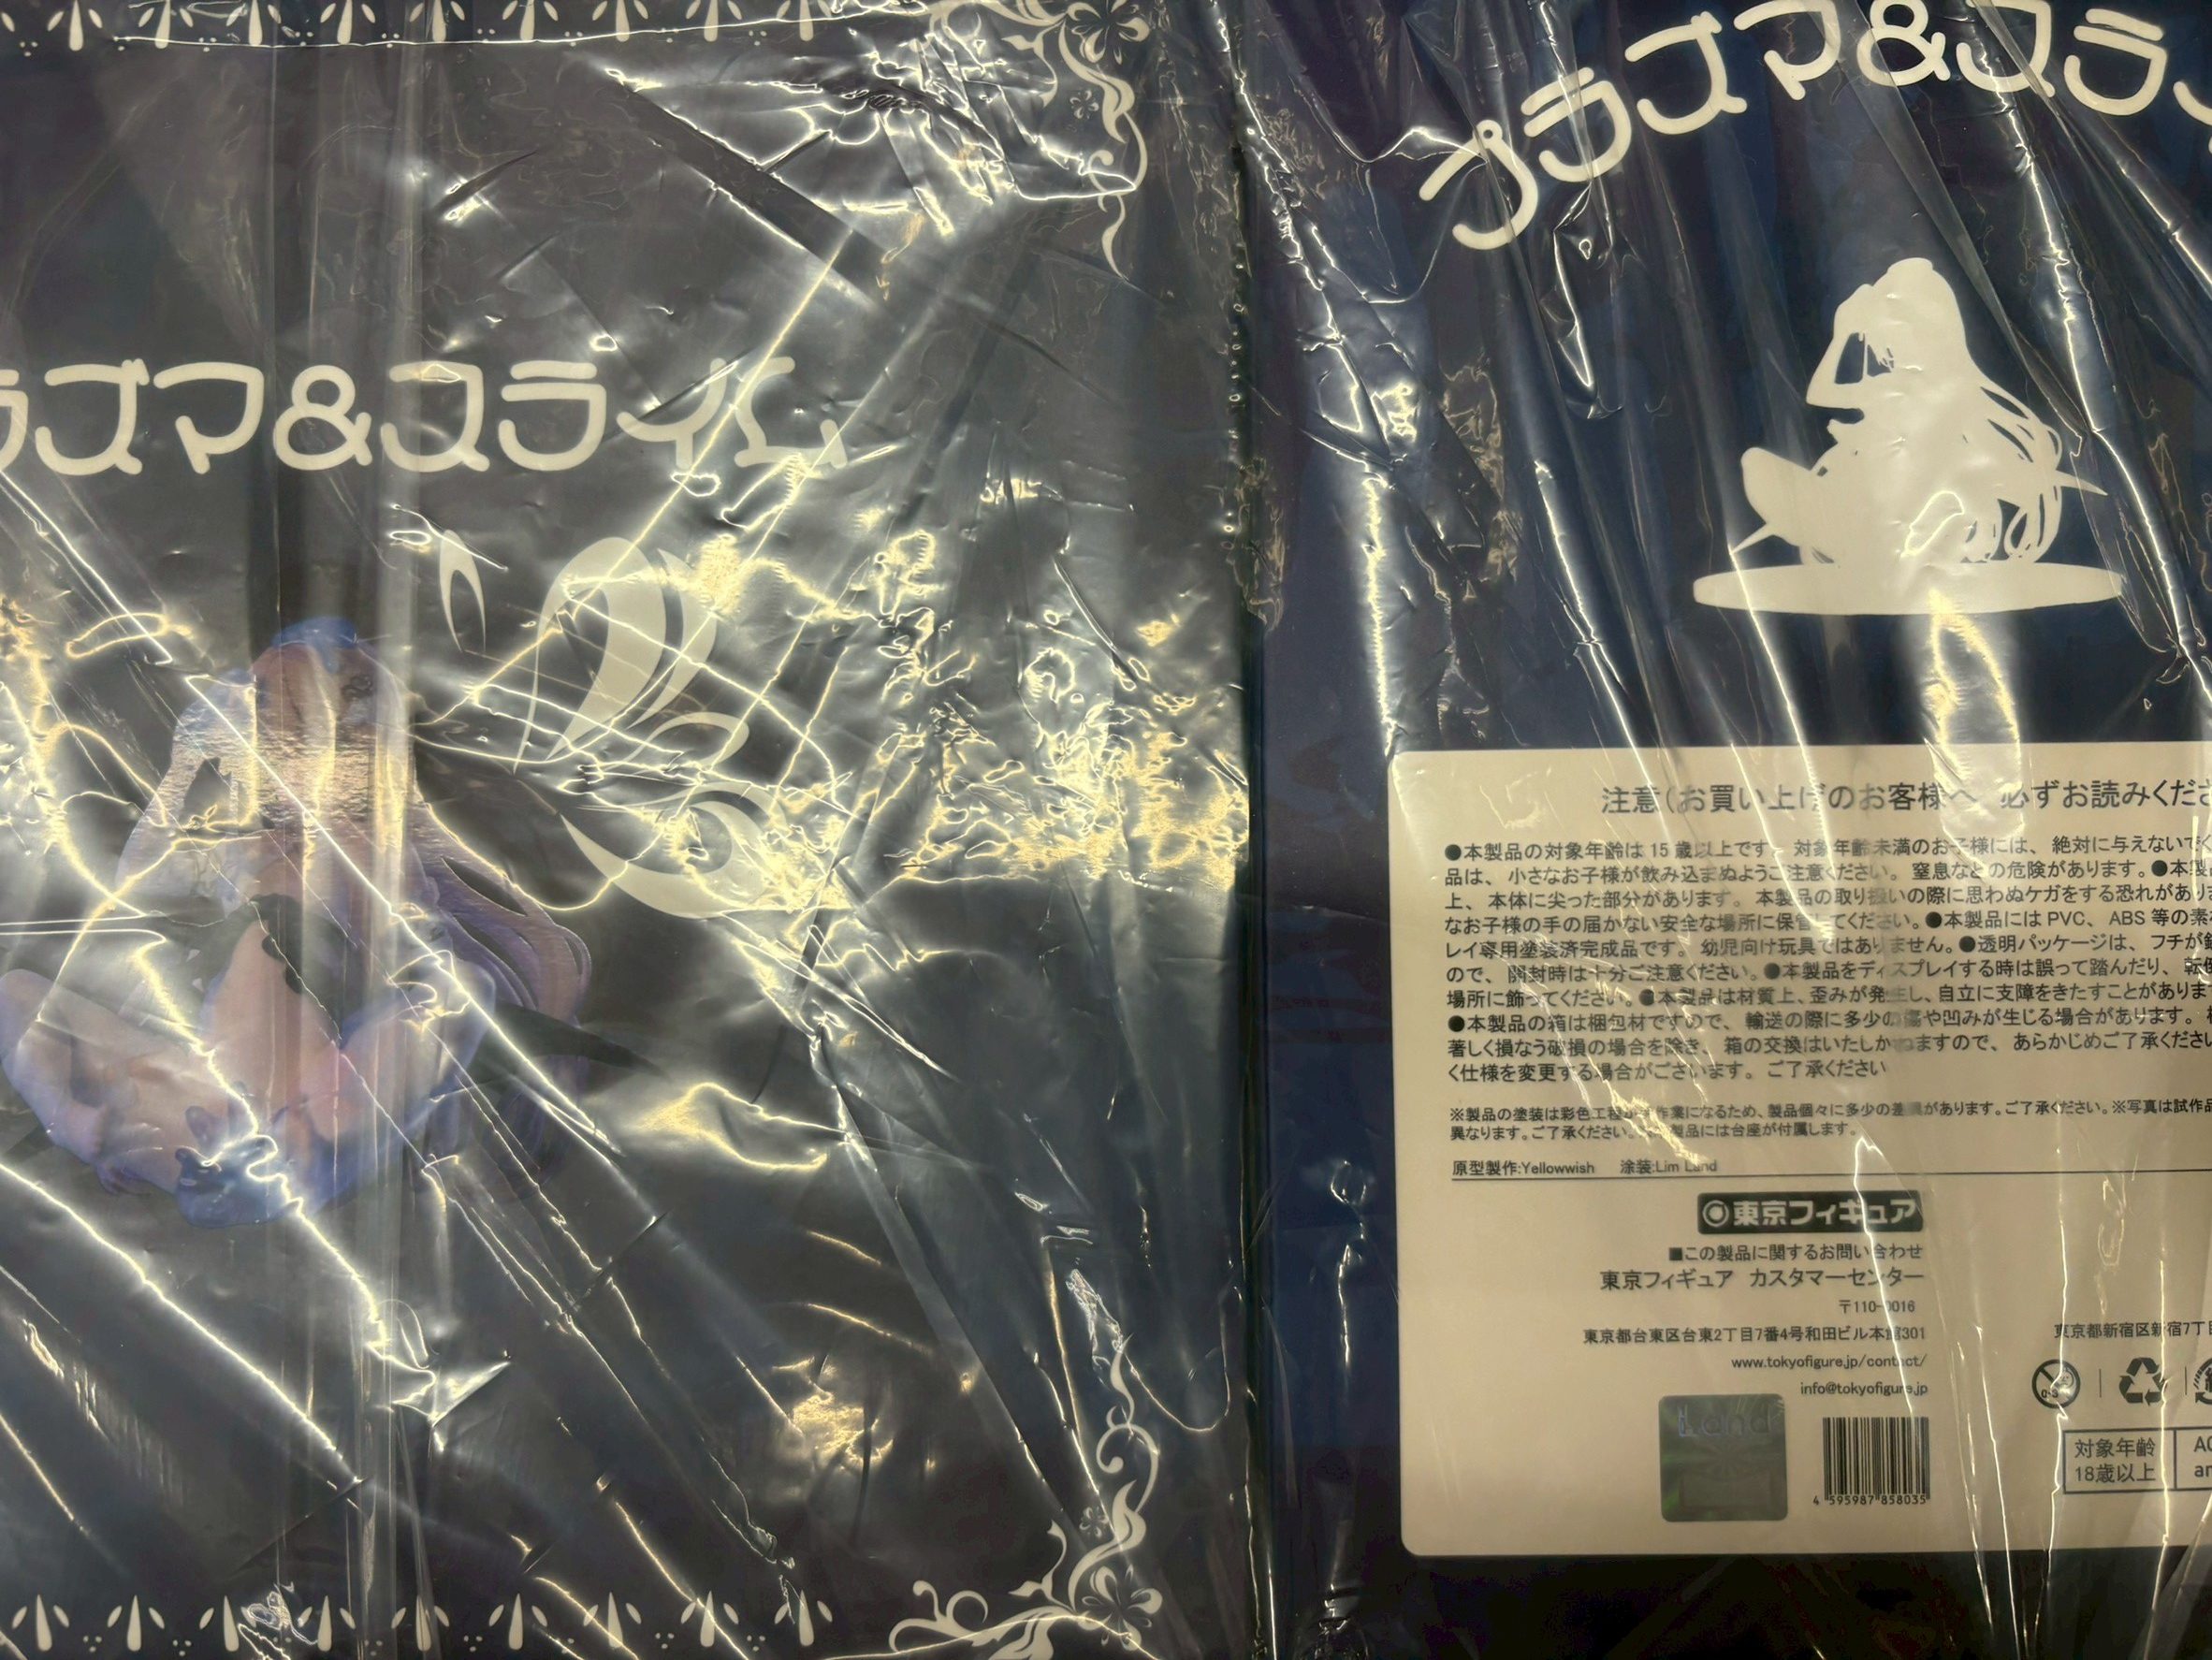 ラズマ&スライム
プラズマ&スラ
注意(お買い上げのお客様へ 必ずお読みくださ
●本製品の対象年齢は15歳以上です。対象年齢未満のお子様には、絶対に与えないでく
品は、小さなお子様が飲み込まぬようご注意ください。窒息などの危険があります。●本製
上、本体に尖った部分があります。本製品の取り扱いの際に思わぬケガをする恐れがあり
なお子様の手の届かない安全な場所に保管してください。●本製品にはPVC、ABS等の素
レイ専用塗装済完成品です。幼児向け玩具ではありません。●透明パッケージは、フチが鋭
ので、開封時は十分ご注意ください。●本製品をディスプレイする時は誤って踏んだり、転倒
場所に飾ってください。●本製品は材質上、歪みが発生し、自立に支障をきたすことがありま
●本製品の箱は梱包材ですので、輸送の際に多少の傷や凹みが生じる場合があります。
著しく損なう破損の場合を除き、箱の交換はいたしかねますので、あらかじめご了承ください
く仕様を変更する場合がございます。ご了承ください
※製品の塗装は彩色工程が手作業になるため、製品個々に多少の差異があります。ご了承ください。※写真は試作品
異なります。ご了承ください。※本製品には台座が付属します。
原型製作:Yellowwish 涂装:Lim Land
東京フィギュア
■この製品に関するお問い合わせ
東京フィギュア カスタマーセンター
〒110-0016
東京都台東区台東2丁目7番4号和田ビル本館301
www.tokyofigure.jp/contact/
info@tokyofigure.jp
Land
4 595987 858035
東京都新宿区新宿7丁
0-3
対象年齢
18歳以上